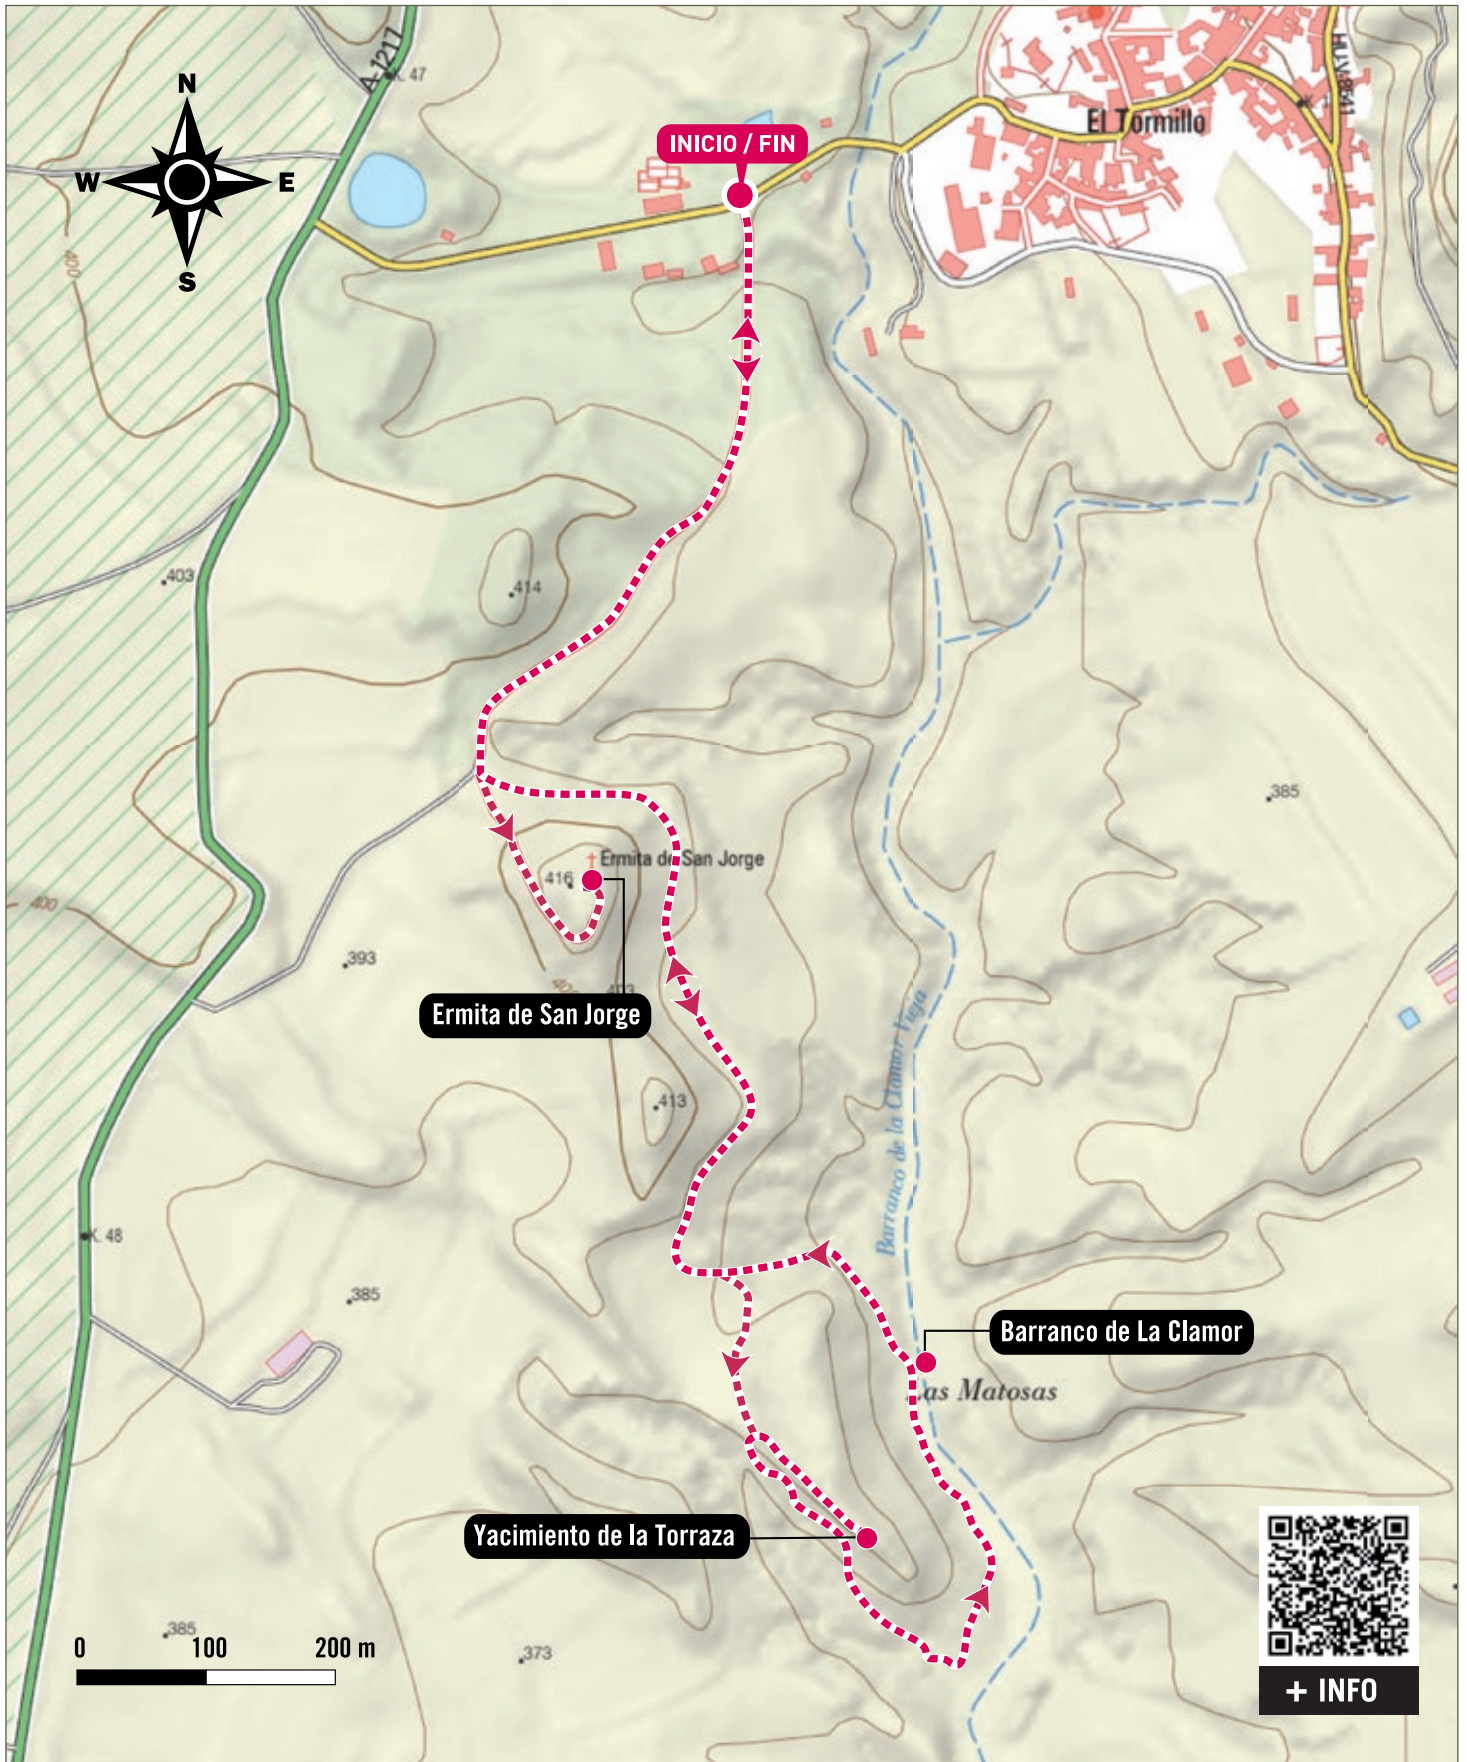 A-1217
K. 47
N
W
E
S
INICIO / FIN
El Tormillo
400
414
403
385
Ermita de San Jorge
416
400
393
Ermita de San Jorge
Barranco de la Clamor Vieja
413
K. 48
385
Barranco de La Clamor
Las Matosas
Yacimiento de la Torraza
385
373
0 100 200 m
+ INFO